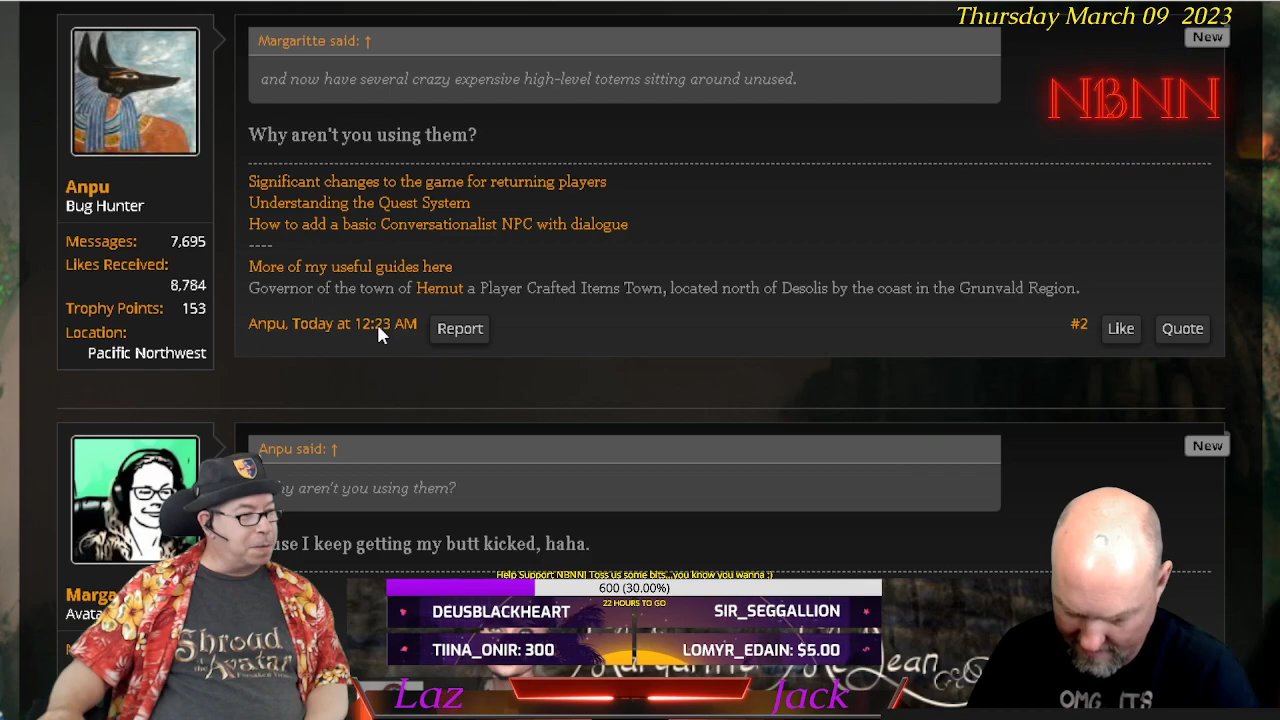 Thursday March 09 2023
Margaritte said: ↑
New
and now have several crazy expensive high-level totems sitting around unused.
NBNN
Why aren't you using them?
Anpu
Bug Hunter
Significant changes to the game for returning players
Understanding the Quest System
How to add a basic Conversationalist NPC with dialogue
----
Messages: 7,695
Likes Received: 8,784
Trophy Points: 153
Location:
Pacific Northwest
More of my useful guides here
Governor of the town of Hemut a Player Crafted Items Town, located north of Desolis by the coast in the Grunvald Region.
Anpu, Today at 12:23 AM
Report
#2
Like
Quote
Anpu said: ↑
New
hy aren't you using them?
use I keep getting my butt kicked, haha.
Marga
Avata
Help Support NBNN! Toss us some bits...you know you wanna :)
600 (30.00%)
22 HOURS TO GO
DEUSBLACKHEART
SIR_SEGGALLION
TIINA_ONIR: 300
LOMYR_EDAIN: $5.00
Shroud
of the
Avatar
Laz
Jack
OMG ITS